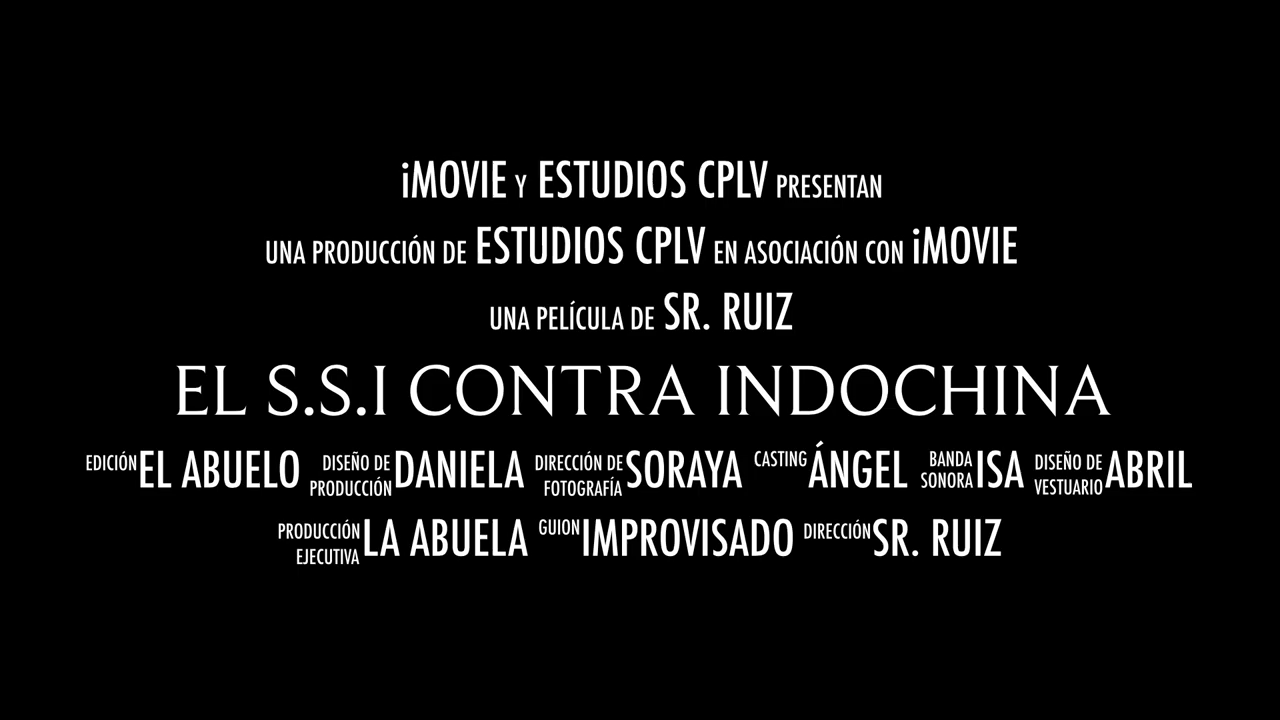 iMOVIE Y ESTUDIOS CPLV PRESENTAN
UNA PRODUCCIÓN DE ESTUDIOS CPLV EN ASOCIACIÓN CON iMOVIE
UNA PELÍCULA DE SR. RUIZ
EL S.S.I CONTRA INDOCHINA
EDICIÓN EL ABUELO DISEÑO DE PRODUCCIÓN DANIELA DIRECCIÓN DE FOTOGRAFÍA SORAYA CASTING ÁNGEL BANDA SONORA ISA DISEÑO DE VESTUARIO ABRIL
PRODUCCIÓN EJECUTIVA LA ABUELA GUION IMPROVISADO DIRECCIÓN SR. RUIZ